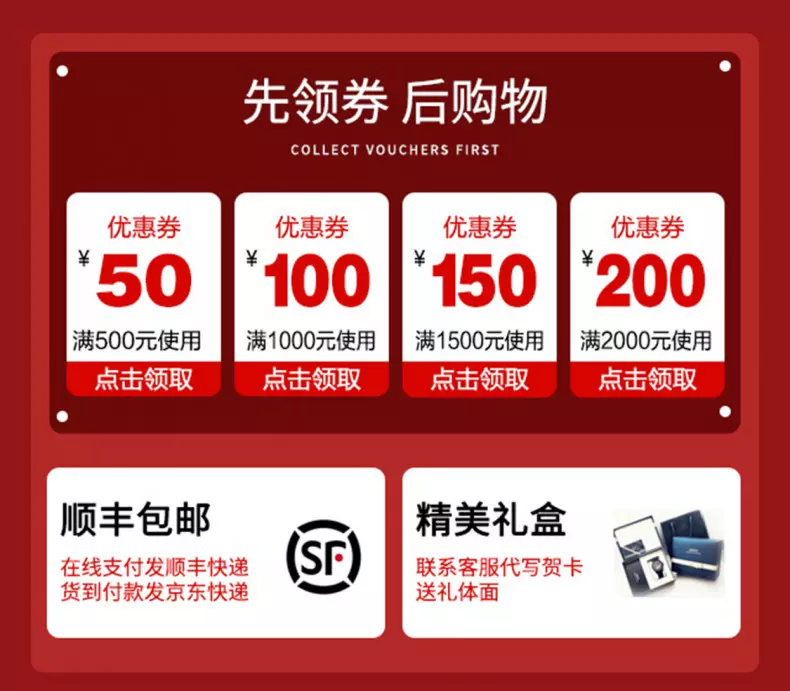 先领券 后购物
COLLECT VOUCHERS FIRST
优惠券
¥50
满500元使用
点击领取
优惠券
¥100
满1000元使用
点击领取
优惠券
¥150
满1500元使用
点击领取
优惠券
¥200
满2000元使用
点击领取
顺丰包邮
在线支付发顺丰快递
货到付款发京东快递
SF
精美礼盒
联系客服代写贺卡
送礼体面